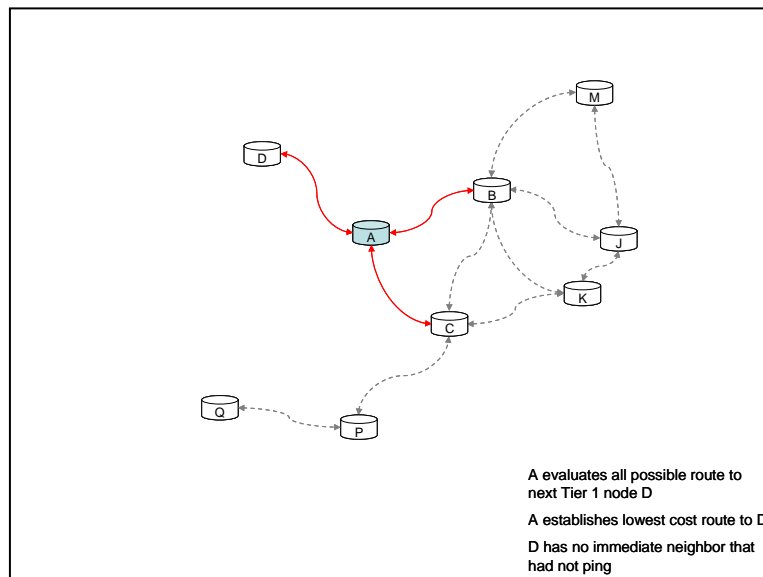 M
D
B
A
J
K
C
Q
P
A evaluates all possible route to
next Tier 1 node D
A establishes lowest cost route to D
D has no immediate neighbor that
had not ping